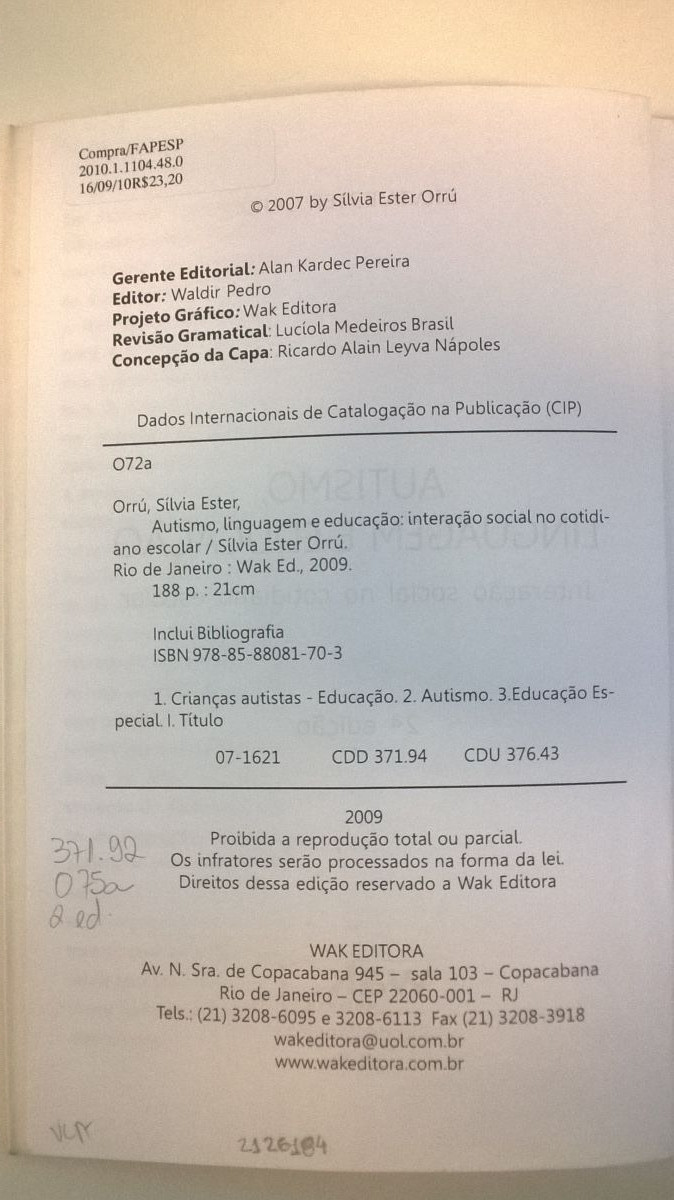 Compra/FAPESP
2010.1.1104.48.0
16/09/10R$23,20
© 2007 by Sílvia Ester Orrú
Gerente Editorial: Alan Kardec Pereira
Editor: Waldir Pedro
Projeto Gráfico: Wak Editora
Revisão Gramatical: Lucíola Medeiros Brasil
Concepção da Capa: Ricardo Alain Leyva Nápoles
Dados Internacionais de Catalogação na Publicação (CIP)
O72a
Orrú, Sílvia Ester,
Autismo, linguagem e educação: interação social no cotidi-
ano escolar / Sílvia Ester Orrú.
Rio de Janeiro : Wak Ed., 2009.
188 p. : 21cm
Inclui Bibliografia
ISBN 978-85-88081-70-3
1. Crianças autistas - Educação. 2. Autismo. 3.Educação Es-
pecial. I. Título
07-1621 CDD 371.94 CDU 376.43
2009
Proibida a reprodução total ou parcial.
Os infratores serão processados na forma da lei.
Direitos dessa edição reservado a Wak Editora
371.92
O75a
2 ed.
WAK EDITORA
Av. N. Sra. de Copacabana 945 – sala 103 – Copacabana
Rio de Janeiro – CEP 22060-001 – RJ
Tels.: (21) 3208-6095 e 3208-6113 Fax (21) 3208-3918
wakeditora@uol.com.br
www.wakeditora.com.br
2126184